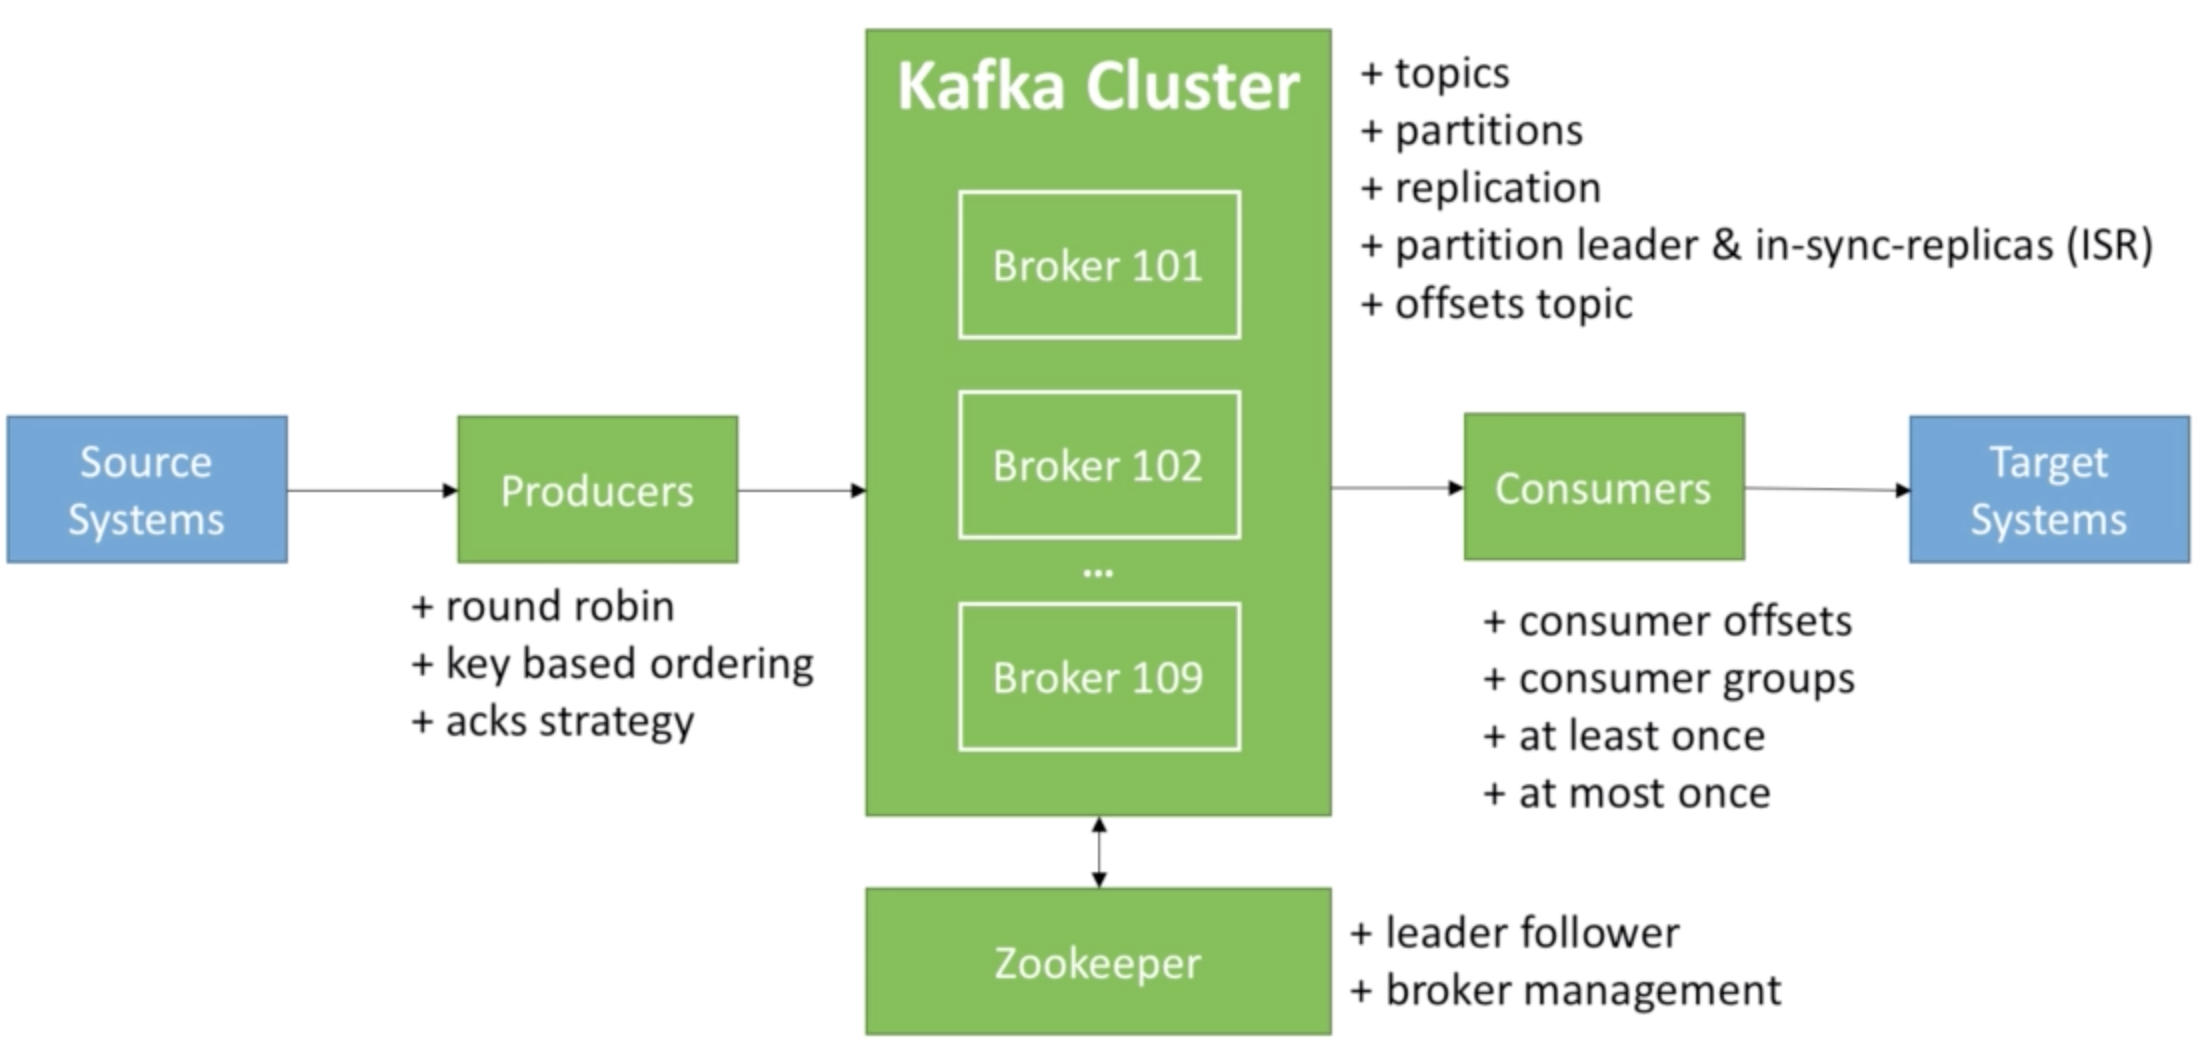 Kafka Cluster
Broker 101
Broker 102
...
Broker 109
+ topics
+ partitions
+ replication
+ partition leader & in-sync-replicas (ISR)
+ offsets topic
Source
Systems
Producers
+ round robin
+ key based ordering
+ acks strategy
Consumers
+ consumer offsets
+ consumer groups
+ at least once
+ at most once
Target
Systems
Zookeeper
+ leader follower
+ broker management